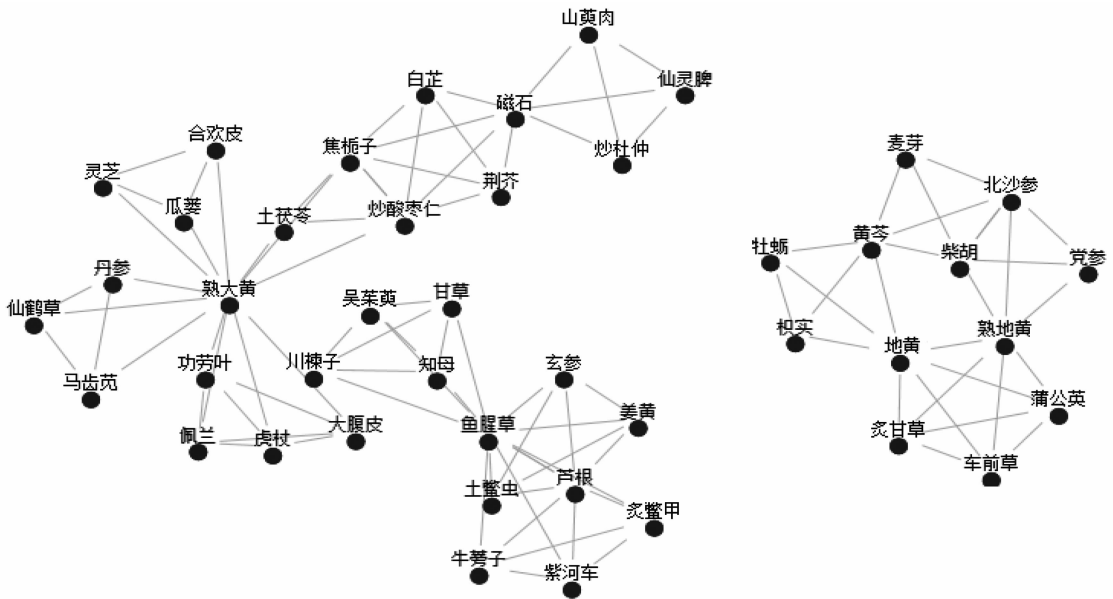 山萸肉
白芷
仙灵脾
磁石
合欢皮
焦栀子
炒杜仲
灵芝
荆芥
瓜蒌
土茯苓
炒酸枣仁
丹参
熟大黄
仙鹤草
吴茱萸
甘草
功劳叶
川楝子
知母
马齿苋
玄参
佩兰
虎杖
大腹皮
鱼腥草
姜黄
土鳖虫
芦根
炙鳖甲
牛蒡子
紫河车
麦芽
北沙参
黄芩
牡蛎
柴胡
党参
枳实
地黄
熟地黄
蒲公英
炙甘草
车前草